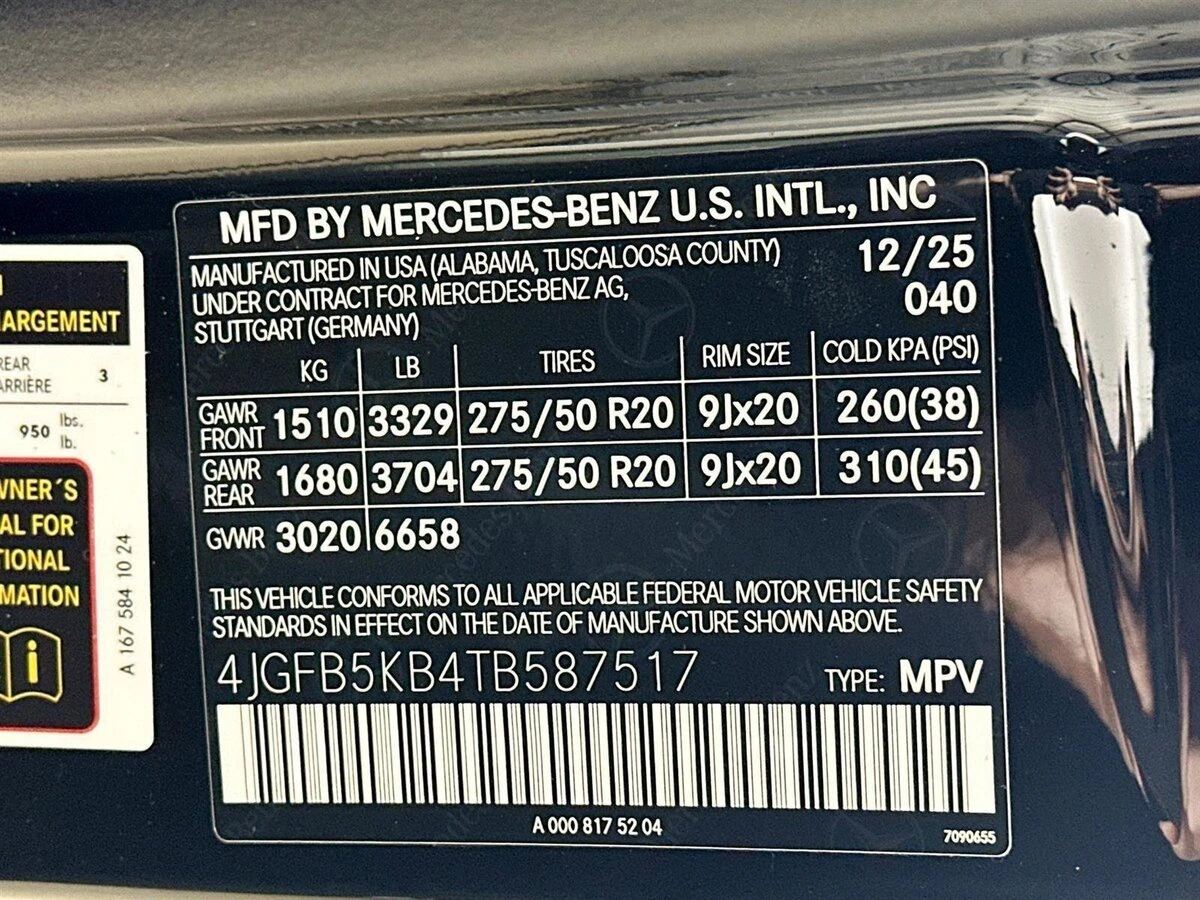 ARGEMENT
REAR
ARRIÈRE 3
950 lbs.
lb.
WNER´S
AL FOR
TIONAL
MATION
i
A 167 584 10 24
MFD BY MERCEDES-BENZ U.S. INTL., INC
MANUFACTURED IN USA (ALABAMA, TUSCALOOSA COUNTY) 12/25
UNDER CONTRACT FOR MERCEDES-BENZ AG, 040
STUTTGART (GERMANY)
KG LB TIRES RIM SIZE COLD KPA (PSI)
GAWR FRONT 1510 3329 275/50 R20 9Jx20 260(38)
GAWR REAR 1680 3704 275/50 R20 9Jx20 310(45)
GVWR 3020 6658
THIS VEHICLE CONFORMS TO ALL APPLICABLE FEDERAL MOTOR VEHICLE SAFETY
STANDARDS IN EFFECT ON THE DATE OF MANUFACTURE SHOWN ABOVE.
4JGFB5KB4TB587517 TYPE: MPV
A 000 817 52 04
7090655